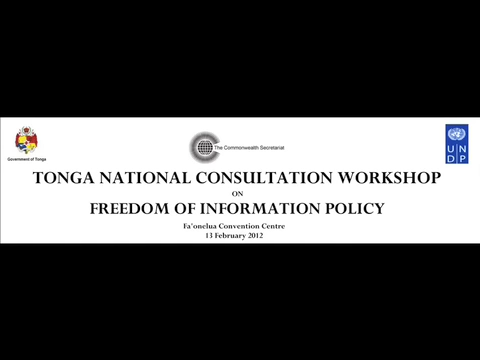 Government of Tonga
The Commonwealth Secretariat
U N
D P
TONGA NATIONAL CONSULTATION WORKSHOP
ON
FREEDOM OF INFORMATION POLICY
Fa'onelua Convention Centre
13 February 2012